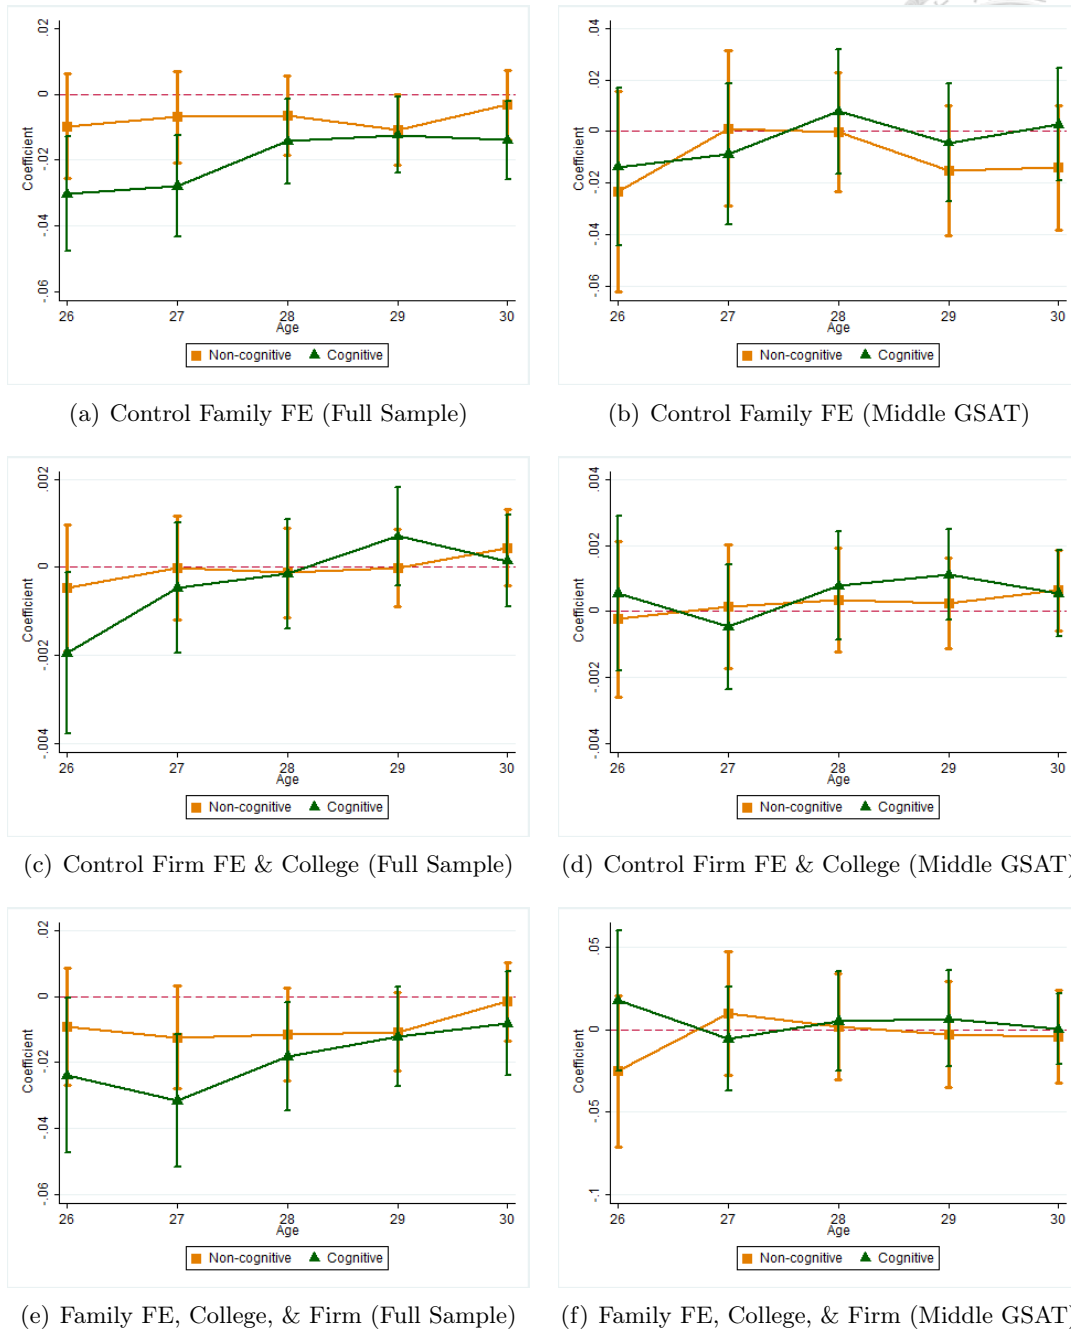 .02
0
-.02
-.04
-.06
Coefficient
26 27 28 29 30
Age
Non-cognitive Cognitive
(a) Control Family FE (Full Sample)
.04
.02
0
-.02
-.04
-.06
Coefficient
26 27 28 29 30
Age
Non-cognitive Cognitive
(b) Control Family FE (Middle GSAT)
.002
0
-.002
-.004
Coefficient
26 27 28 29 30
Age
Non-cognitive Cognitive
(c) Control Firm FE & College (Full Sample)
.004
.002
0
-.002
-.004
Coefficient
26 27 28 29 30
Age
Non-cognitive Cognitive
(d) Control Firm FE & College (Middle GSAT)
.02
0
-.02
-.04
-.06
Coefficient
26 27 28 29 30
Age
Non-cognitive Cognitive
(e) Family FE, College, & Firm (Full Sample)
.05
0
-.05
-.1
Coefficient
26 27 28 29 30
Age
Non-cognitive Cognitive
(f) Family FE, College, & Firm (Middle GSAT)